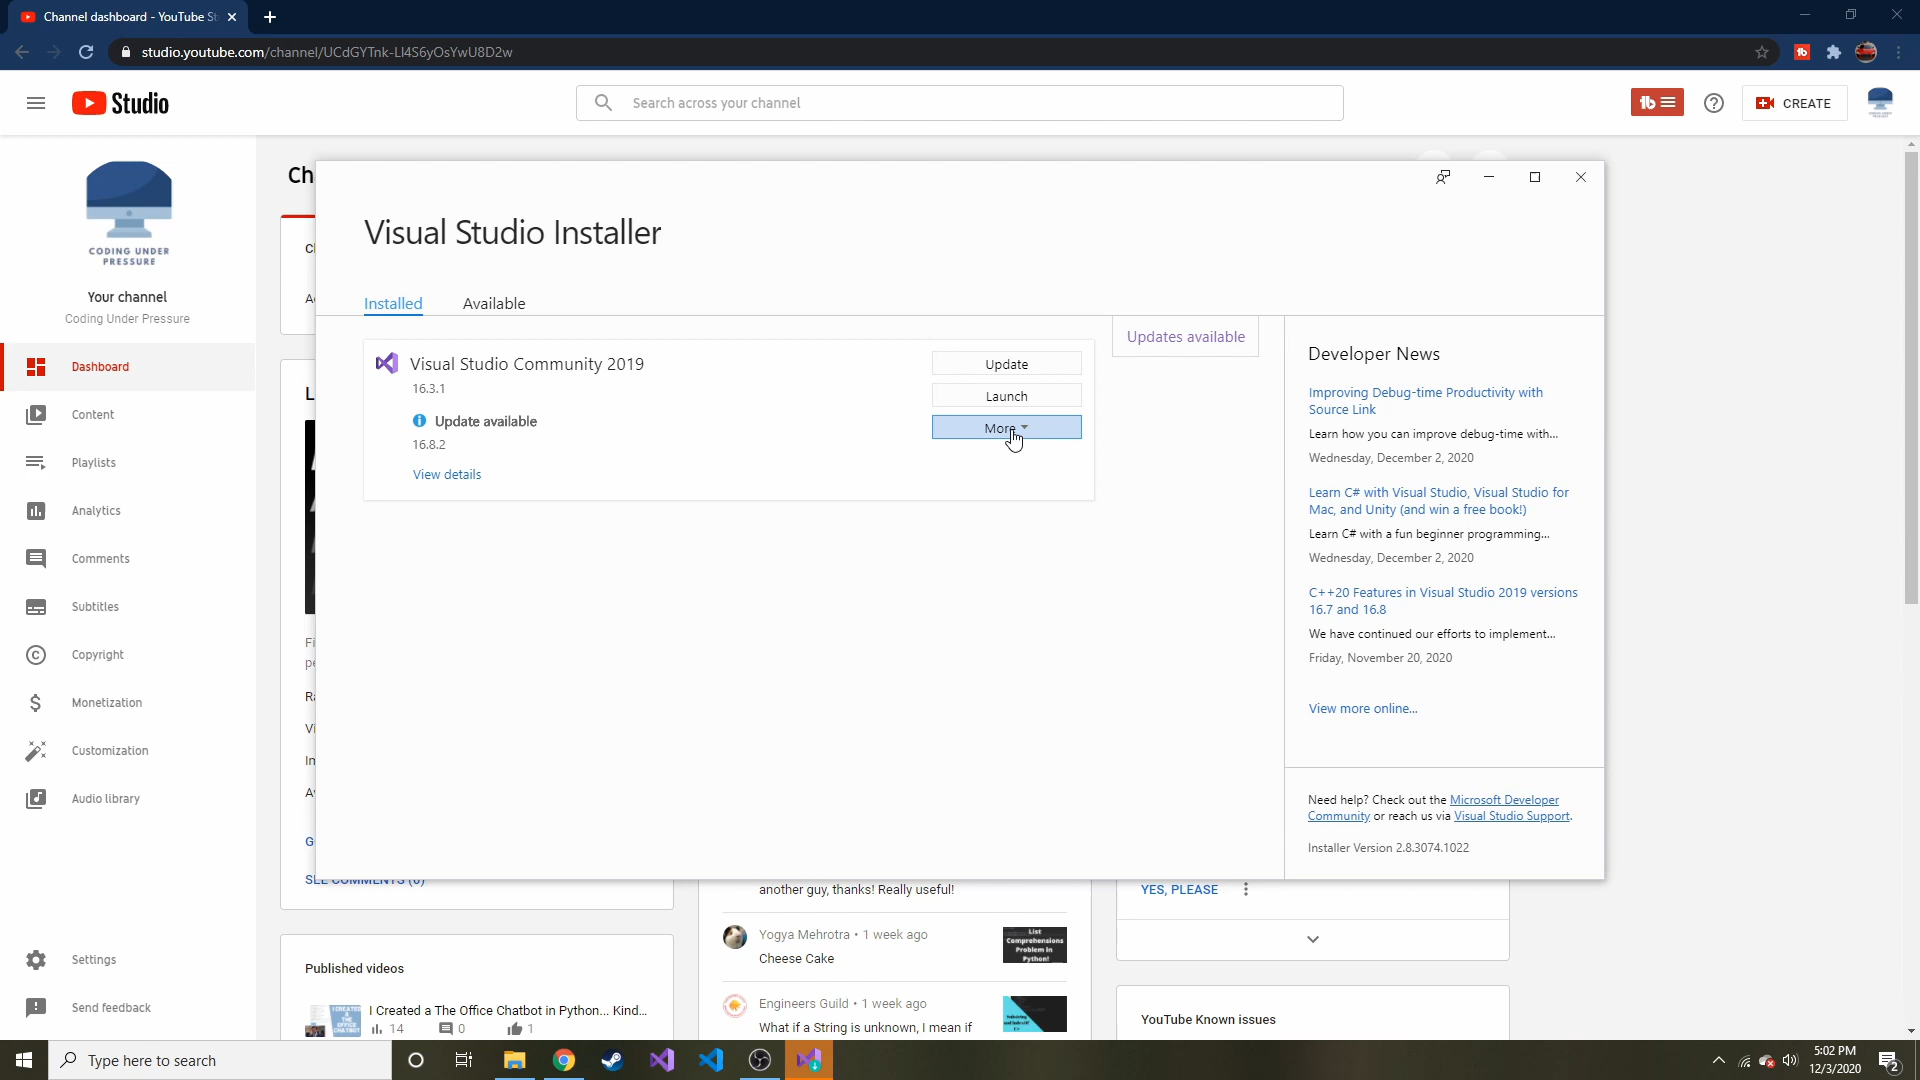 Channel dashboard - YouTube St
studio.youtube.com/channel/UCdGYTnk-LI4S6yOsYwU8D2w
Studio
Search across your channel
CREATE
CODING UNDER
PRESSURE
Your channel
Coding Under Pressure
Dashboard
Content
Playlists
Analytics
Comments
Subtitles
Copyright
Monetization
Customization
Audio library
Settings
Send feedback
Visual Studio Installer
Installed
Available
Updates available
Visual Studio Community 2019
16.3.1
Update available
16.8.2
View details
Update
Launch
More
Developer News
Improving Debug-time Productivity with
Source Link
Learn how you can improve debug-time with...
Wednesday, December 2, 2020
Learn C# with Visual Studio, Visual Studio for
Mac, and Unity (and win a free book!)
Learn C# with a fun beginner programming...
Wednesday, December 2, 2020
C++20 Features in Visual Studio 2019 versions
16.7 and 16.8
We have continued our efforts to implement...
Friday, November 20, 2020
View more online...
Need help? Check out the Microsoft Developer
Community or reach us via Visual Studio Support.
Installer Version 2.8.3074.1022
SEE COMMENTS (0)
Published videos
I Created a The Office Chatbot in Python... Kind...
14
0
1
another guy, thanks! Really useful!
Yogya Mehrotra • 1 week ago
Cheese Cake
List
Comprehensions
Problem in
Python!
Engineers Guild • 1 week ago
What if a String is unknown, I mean if
YES, PLEASE
YouTube Known issues
Type here to search
5:02 PM
12/3/2020
2